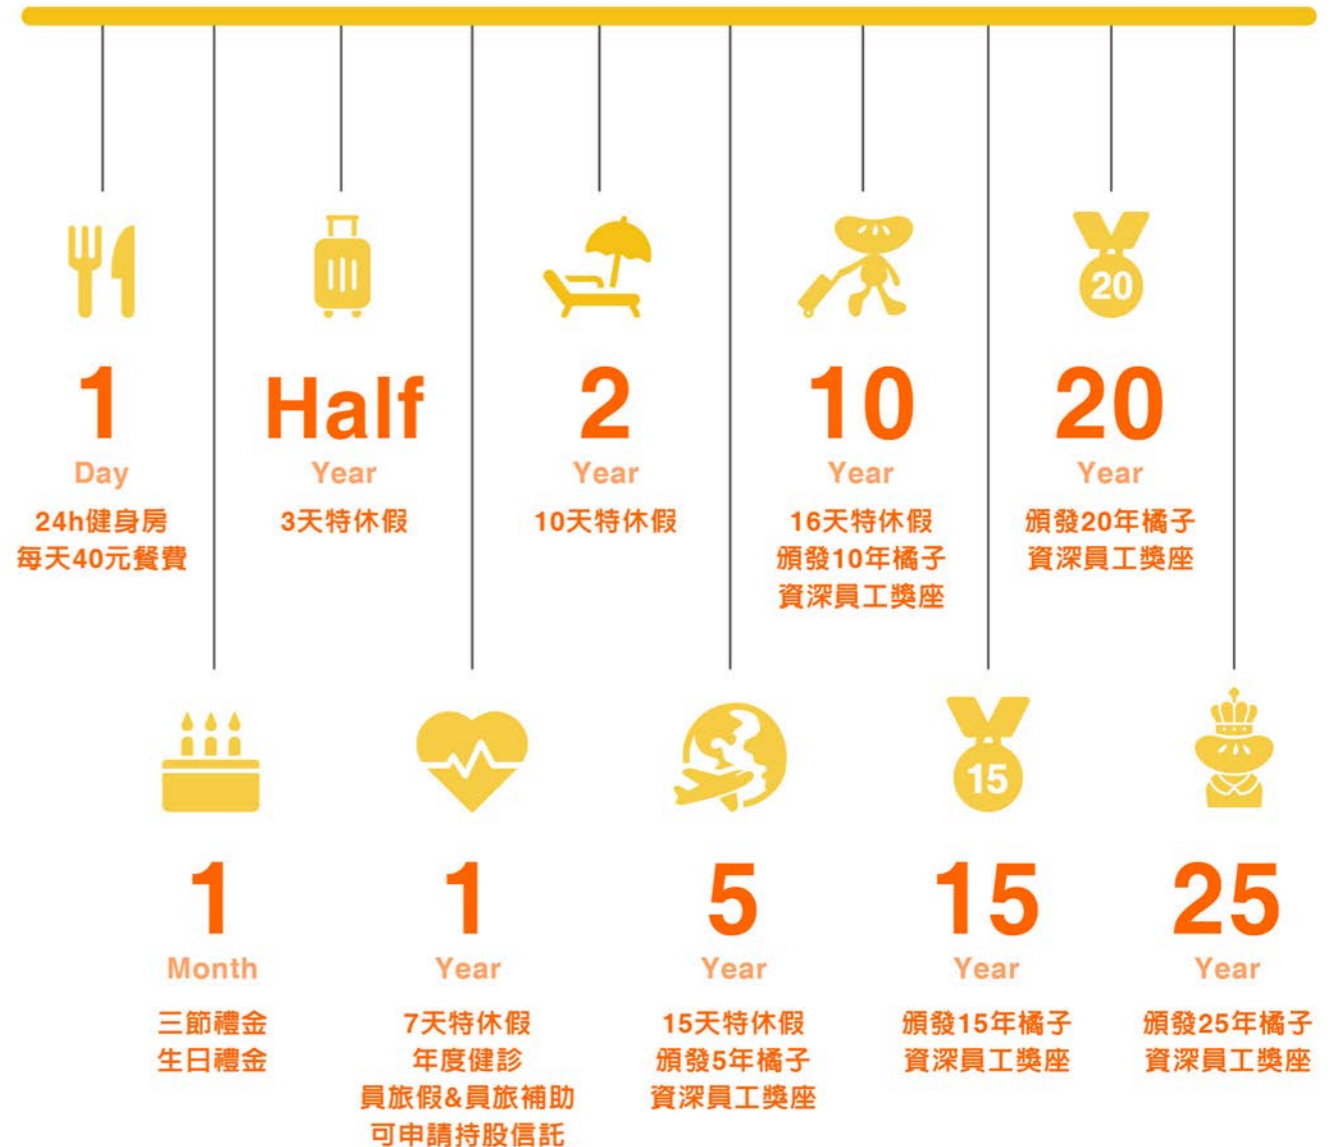 1
Day
24h健身房
每天40元餐費
Half
Year
3天特休假
2
Year
10天特休假
10
Year
16天特休假
頒發10年橘子
資深員工獎座
20
20
Year
頒發20年橘子
資深員工獎座
1
Month
三節禮金
生日禮金
1
Year
7天特休假
年度健診
員旅假&員旅補助
可申請持股信託
5
Year
15天特休假
頒發5年橘子
資深員工獎座
15
15
Year
頒發15年橘子
資深員工獎座
25
Year
頒發25年橘子
資深員工獎座